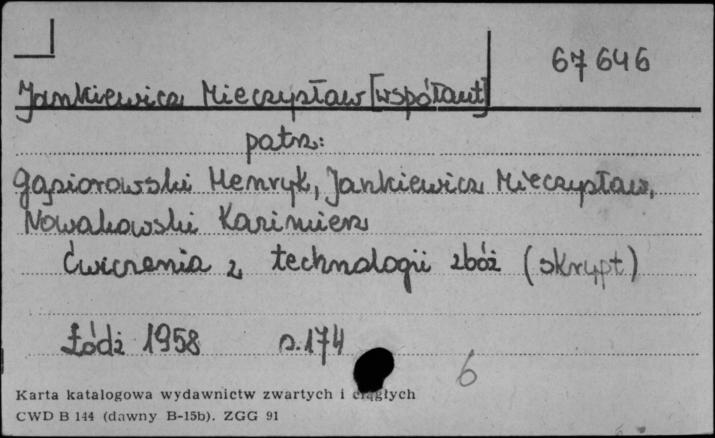 67646
Jankiewicz Mieczysław [współaut]
patrz:
Gąsiorowski Henryk, Jankiewicz Mieczysław,
Nowakowski Kazimierz
Ćwiczenia z technologii zbóż (skrypt)
Łódź 1958 s.174
6
Karta katalogowa wydawnictw zwartych i ciągłych
CWD B 144 (dawny B-15b). ZGG 91